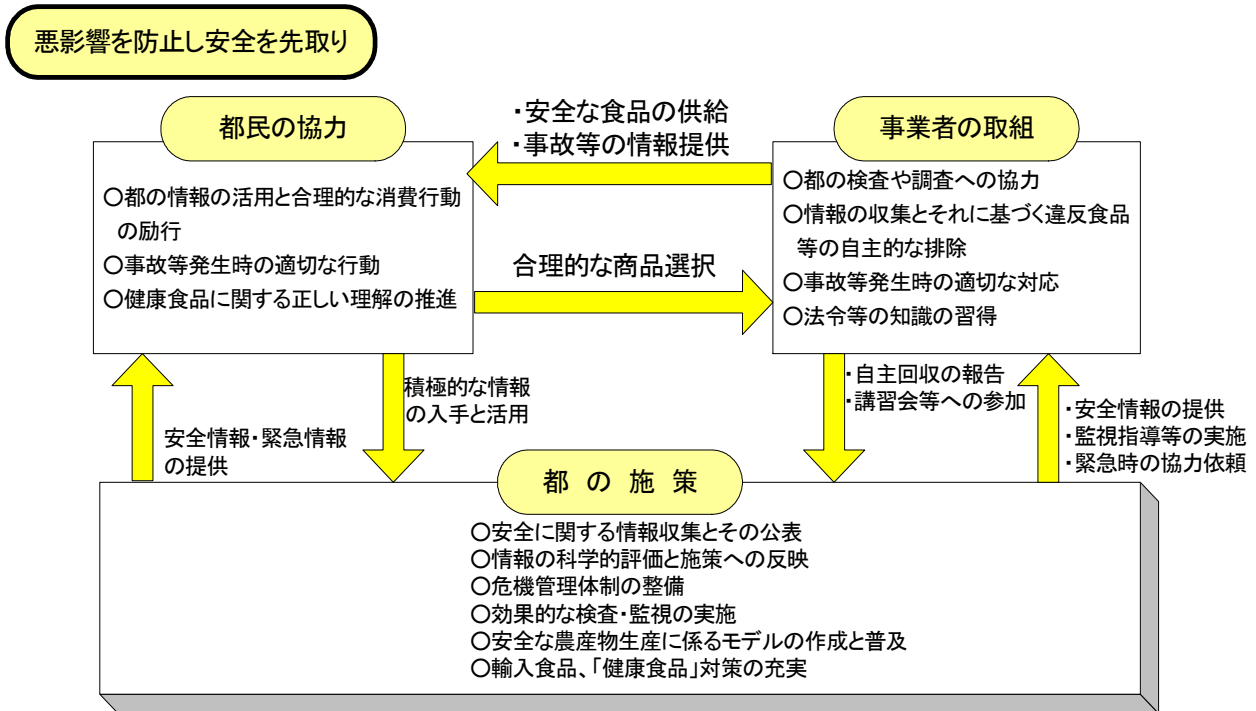 悪影響を防止し安全を先取り
都民の協力
○都の情報の活用と合理的な消費行動
の励行
○事故等発生時の適切な行動
○健康食品に関する正しい理解の推進
・安全な食品の供給
・事故等の情報提供
合理的な商品選択
事業者の取組
○都の検査や調査への協力
○情報の収集とそれに基づく違反食品
等の自主的な排除
○事故等発生時の適切な対応
○法令等の知識の習得
安全情報・緊急情報
の提供
積極的な情報
の入手と活用
・自主回収の報告
・講習会等への参加
・安全情報の提供
・監視指導等の実施
・緊急時の協力依頼
都の施策
○安全に関する情報収集とその公表
○情報の科学的評価と施策への反映
○危機管理体制の整備
○効果的な検査・監視の実施
○安全な農産物生産に係るモデルの作成と普及
○輸入食品、「健康食品」対策の充実